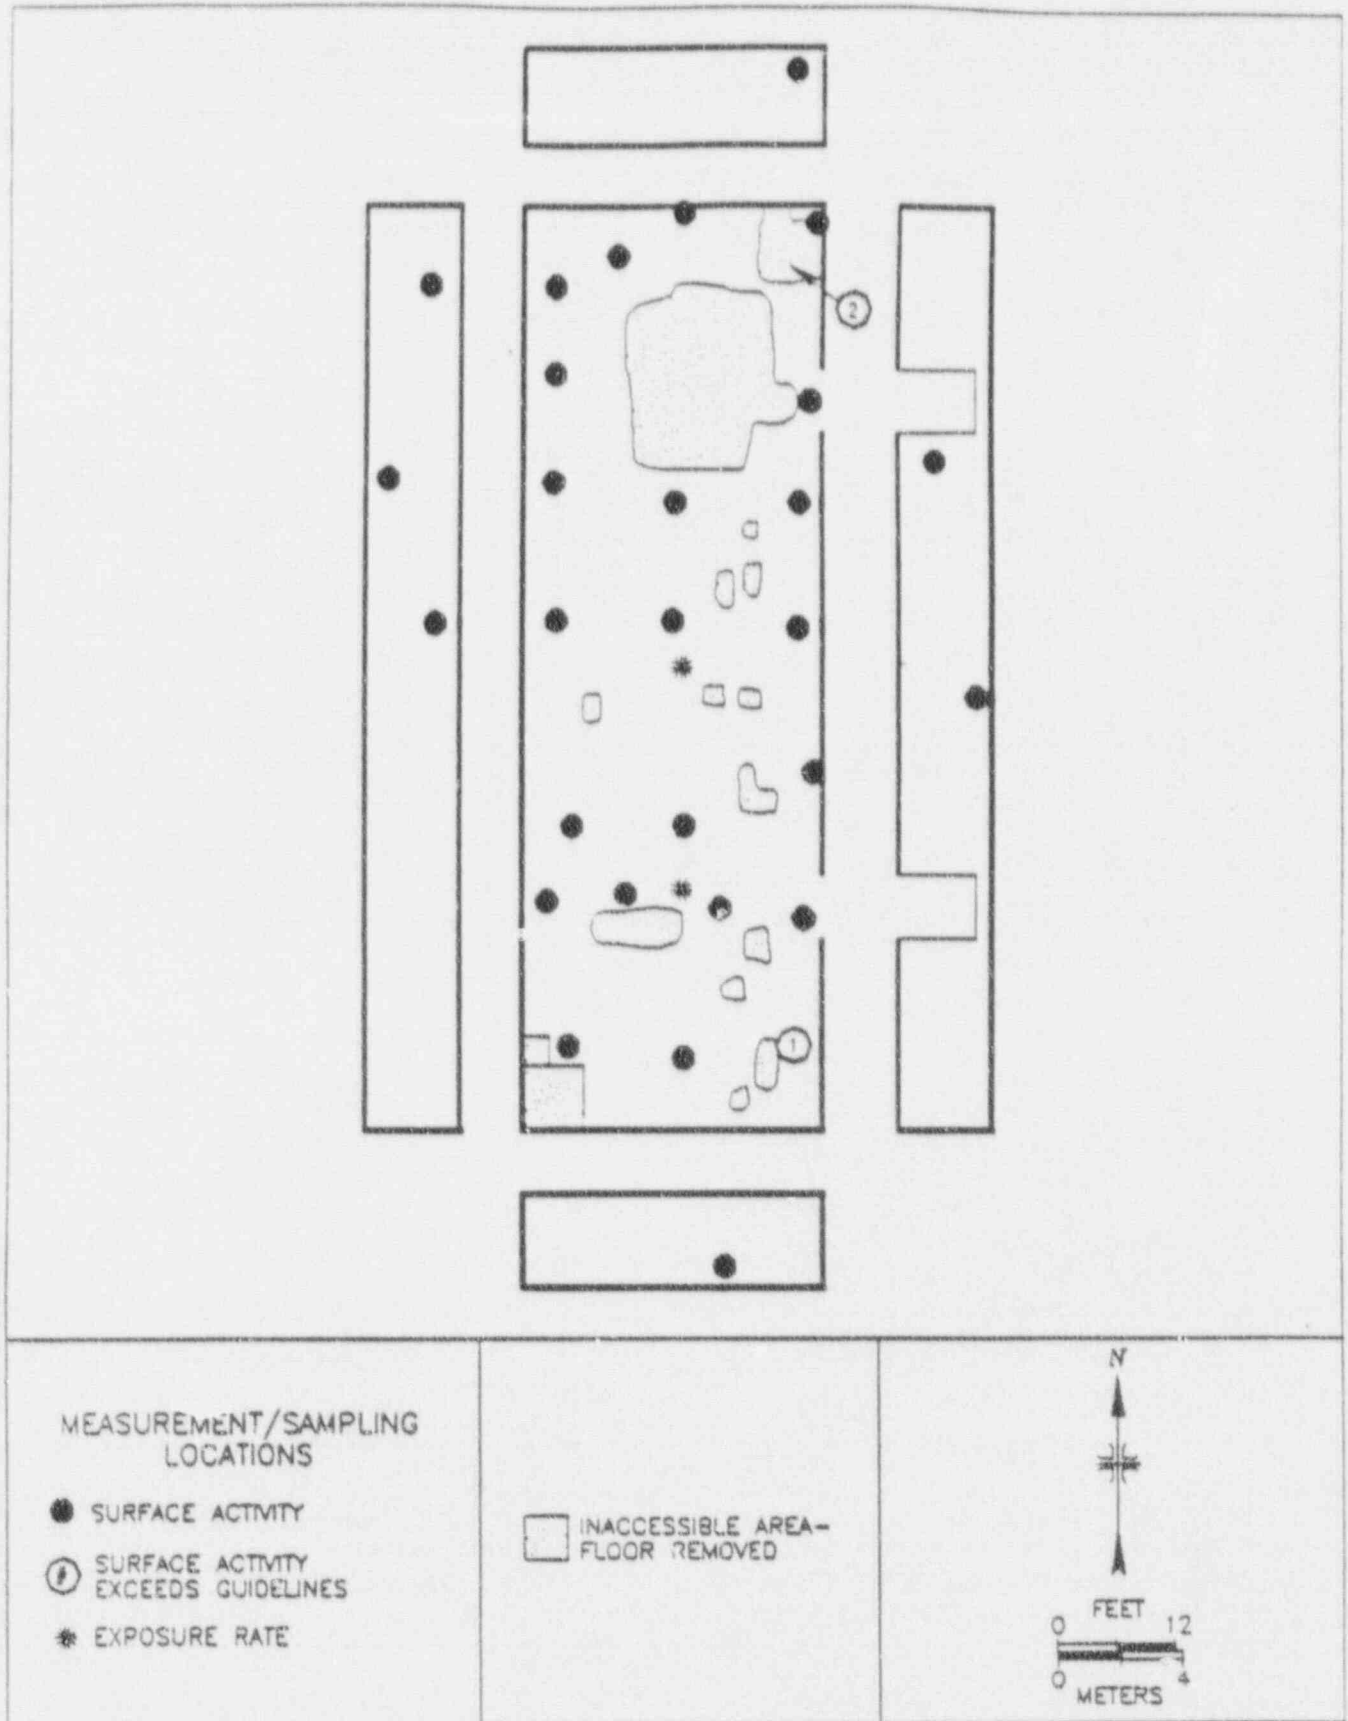 2
1
MEASUREMENT/SAMPLING
LOCATIONS
SURFACE ACTIVITY
SURFACE ACTIVITY
EXCEEDS GUIDELINES
EXPOSURE RATE
INACCESSIBLE AREA-
FLOOR REMOVED
N
FEET
0 12
0 4
METERS